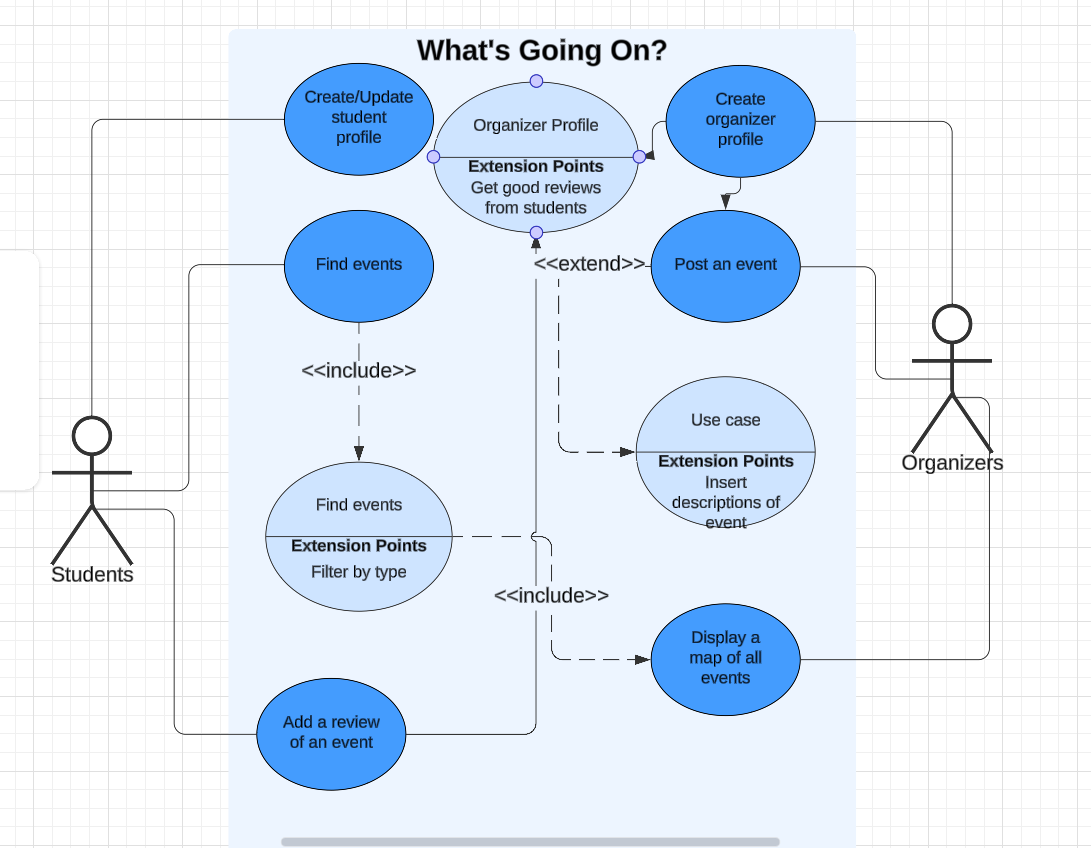 What's Going On?
Create/Update
student
profile
Organizer Profile
Extension Points
Get good reviews
from students
Create
organizer
profile
Find events
<<extend>>
Post an event
<<include>>
Use case
Extension Points
Insert
descriptions of
event
Organizers
Find events
Extension Points
Filter by type
Students
<<include>>
Display a
map of all
events
Add a review
of an event